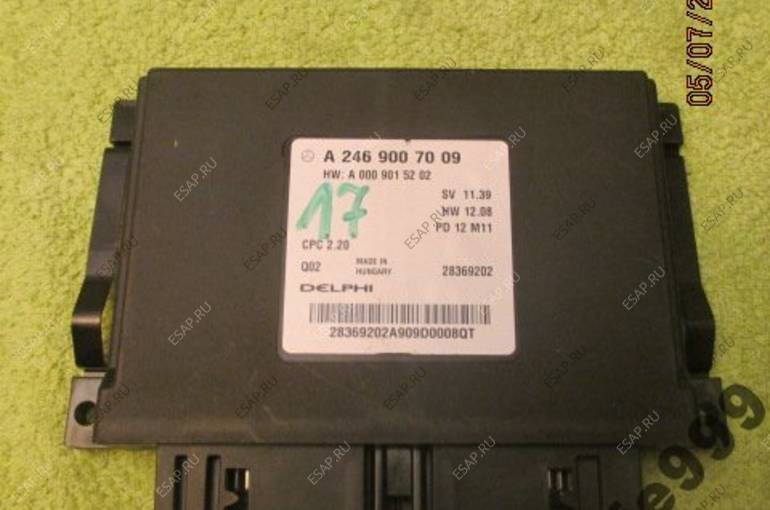 05/07/2
A 246 900 70 09
HW: A 000 901 52 02
17
SV 11.39
HW 12.08
PD 12 M11
CPC 2.20
Q02
MADE IN
HUNGARY
28369202
DELPHI
28369202A909D0008QT
ie999
ESAP.RU